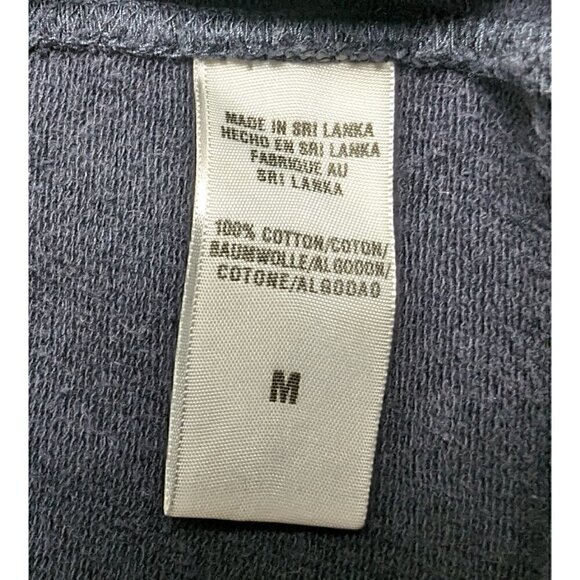 MADE IN SRI LANKA
HECHO EN SRI LANKA
FABRIQUE AU
SRI LANKA
100% COTTON/COTON/
BAUMWOLLE/ALGODON/
COTONE/ALGODAO
M